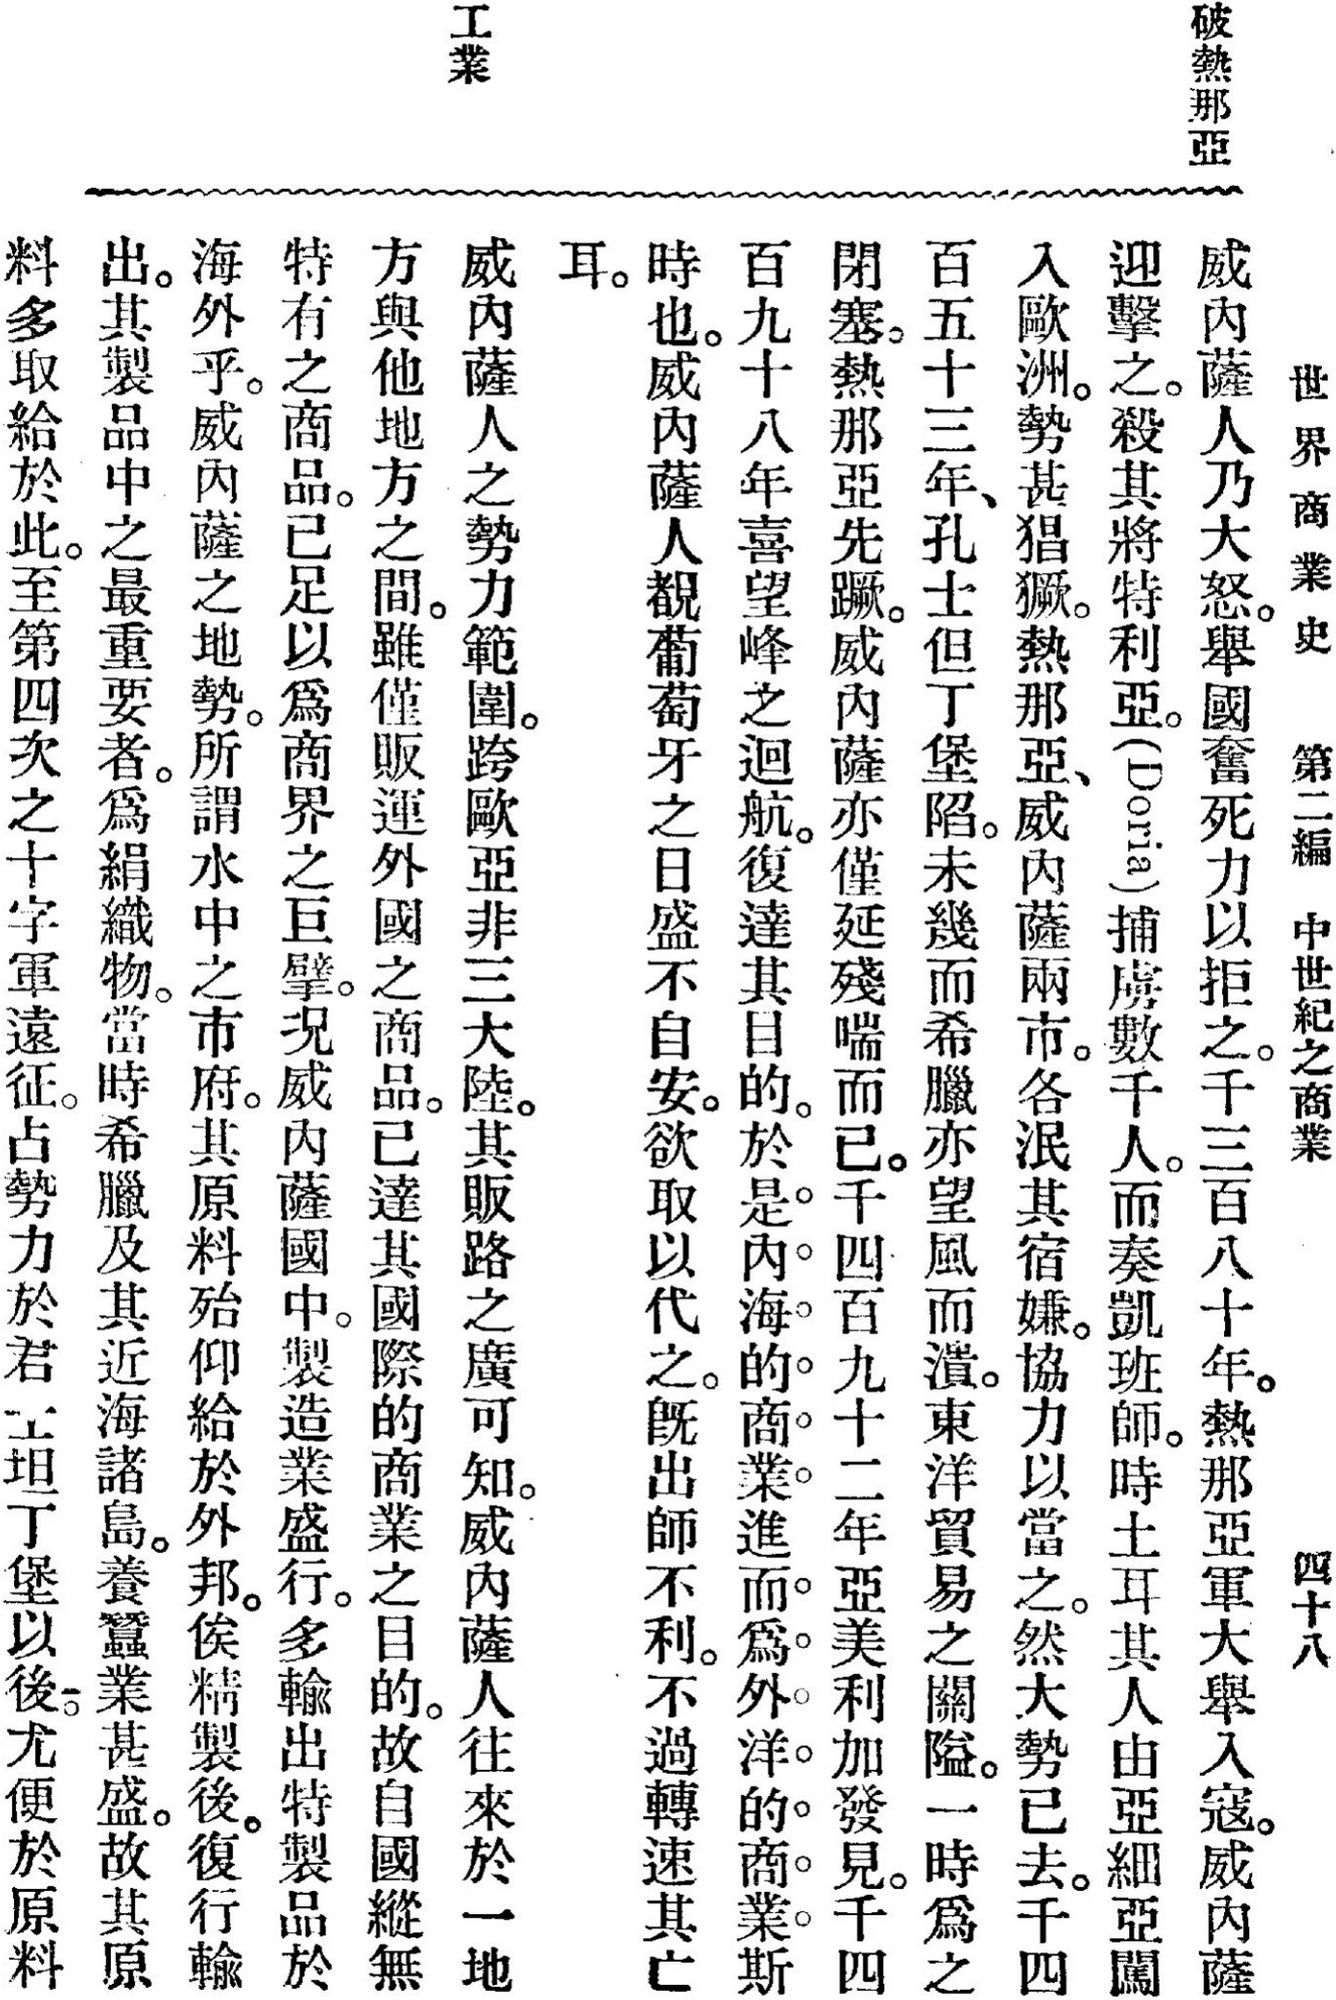 世界商業史 第二編 中世紀之商業 四十八
破熱那亞
威內薩人乃大怒。舉國奮死力以拒之。千三百八十年。熱那亞軍大舉入寇。威內薩
迎擊之。殺其將特利亞。(Doria)捕虜數千人。而奏凱班師。時土耳其人由亞細亞闖
入歐洲。勢甚猖獗。熱那亞、威內薩兩市。各泯其宿嫌。協力以當之。然大勢已去。千四
百五十三年、孔士但丁堡陷。未幾而希臘亦望風而潰。東洋貿易之關隘。一時爲之
閉塞。熱那亞先蹶。威內薩亦僅延殘喘而已。千四百九十二年亞美利加發見。千四
百九十八年喜望峰之迴航。復達其目的。於是內海的商業進而爲外洋的商業斯
時也。威內薩人覩葡萄牙之日盛不自安。欲取以代之。旣出師不利。不過轉速其亡
耳。
工業
威內薩人之勢力範圍。跨歐亞非三大陸。其販路之廣可知。威內薩人往來於一地
方與他地方之間。雖僅販運外國之商品。已達其國際的商業之目的。故自國縱無
特有之商品。已足以爲商界之巨擘。况威內薩國中。製造業盛行。多輸出特製品於
海外乎。威內薩之地勢。所謂水中之市府。其原料殆仰給於外邦。俟精製後。復行輸
出。其製品中之最重要者。爲絹織物。當時希臘及其近海諸島。養蠶業甚盛。故其原
料多取給於此。至第四次之十字軍遠征。占勢力於君士坦丁堡以後。尤便於原料